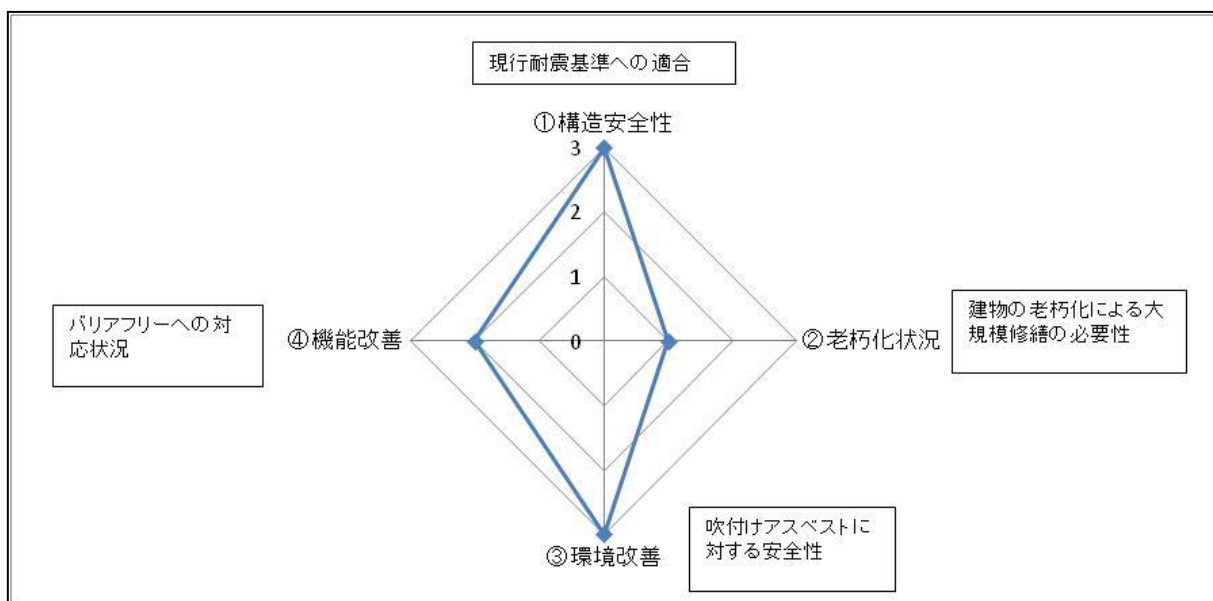 現行耐震基準への適合
①構造安全性
3
2
1
0
バリアフリーへの対
応状況
④機能改善
②老朽化状況
建物の老朽化による大
規模修繕の必要性
③環境改善
吹付けアスベストに
対する安全性